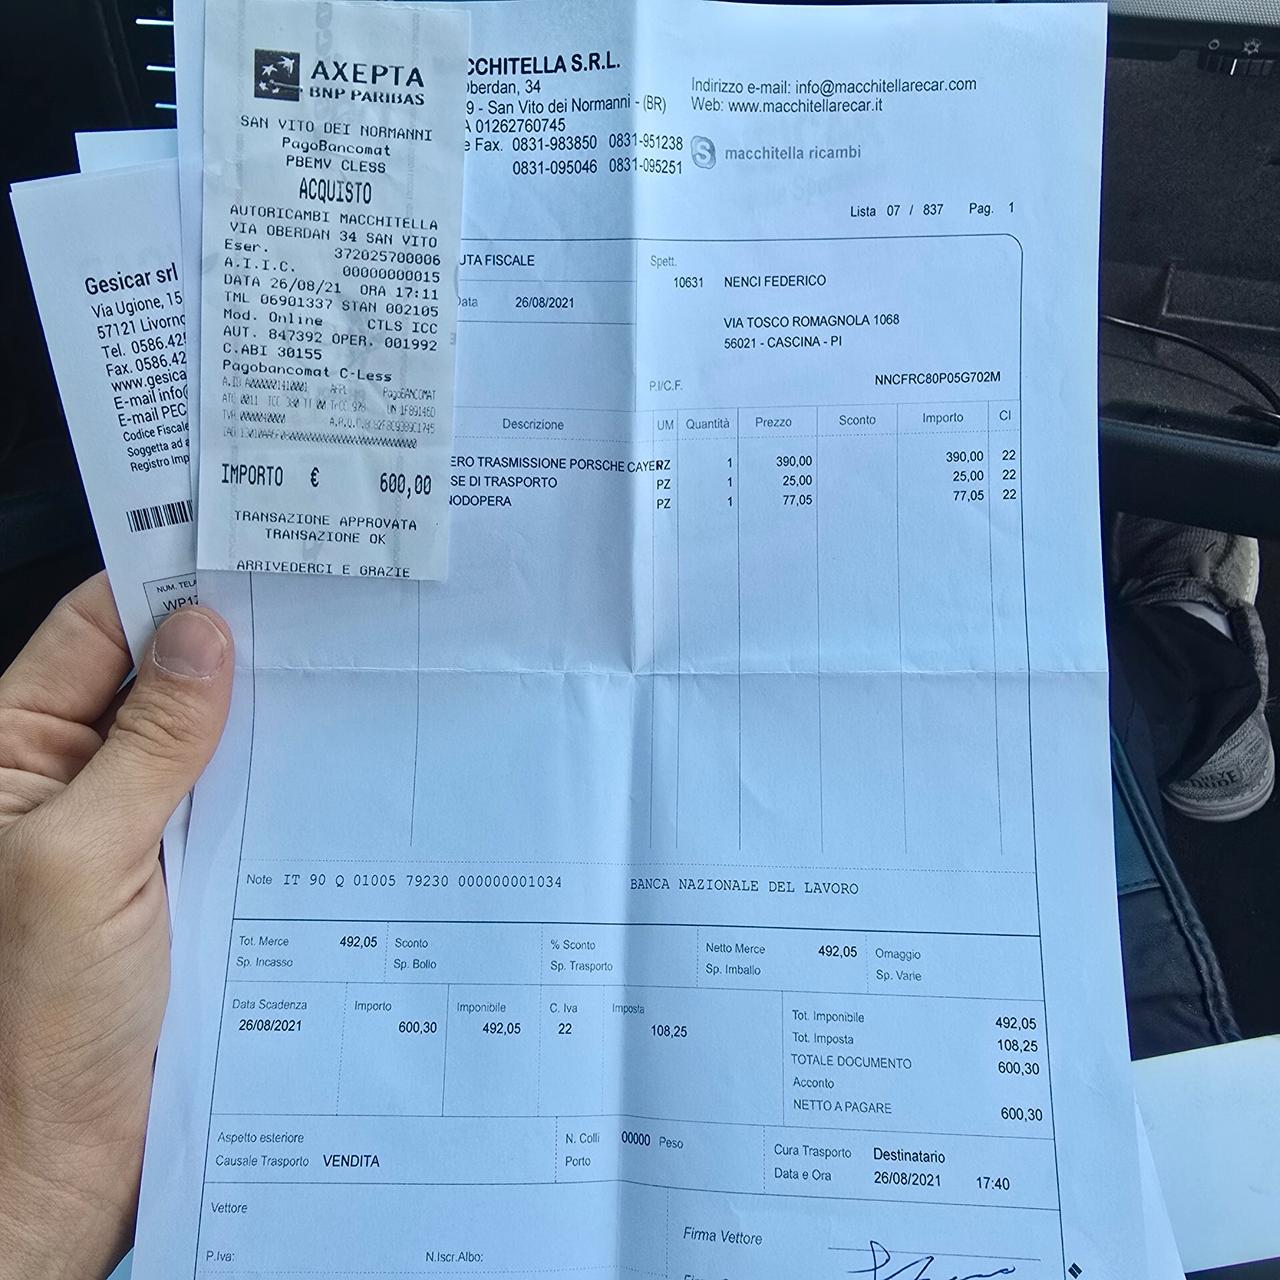 AXEPTA
BNP PARIBAS
SAN VITO DEI NORMANNI
PagoBancomat
PBEMV CLESS
ACQUISTO
AUTORICAMBI MACCHITELLA
VIA OBERDAN 34 SAN VITO
Eser. 372025700006
A.I.I.C. 00000000015
DATA 26/08/21 ORA 17:11
TML 06901337 STAN 002105
Mod. Online CTLS ICC
AUT. 847392 OPER. 001992
C.ABI 30155
Pagobancomat C-Less
APPL PagoBANCOMAT
IMPORTO € 600,00
TRANSAZIONE APPROVATA
TRANSAZIONE OK
ARRIVEDERCI E GRAZIE
Gesicar srl
Via Ugione, 15
57121 Livorno
Tel. 0586.42
Fax. 0586.42
www.gesica
E-mail info@
E-mail PEC
Codice Fiscale
Soggetta ad a
Registro Imp
NUM. TELA
WP1
CCHITELLA S.R.L.
Oberdan, 34
9 - San Vito dei Normanni - (BR)
A 01262760745
e Fax. 0831-983850 0831-951238
0831-095046 0831-095251
Indirizzo e-mail: info@macchitellarecar.com
Web: www.macchitellarecar.it
macchitella ricambi
Lista 07 / 837 Pag. 1
UTA FISCALE
Data 26/08/2021
Spett.
10631 NENCI FEDERICO
VIA TOSCO ROMAGNOLA 1068
56021 - CASCINA - PI
P.I/C.F. NNCFRC80P05G702M
Descrizione UM Quantità Prezzo Sconto Importo CI
ERO TRASMISSIONE PORSCHE CAYER PZ 1 390,00 390,00 22
SE DI TRASPORTO PZ 1 25,00 25,00 22
NODOPERA PZ 1 77,05 77,05 22
Note IT 90 Q 01005 79230 000000001034 BANCA NAZIONALE DEL LAVORO
Tot. Merce 492,05 Sconto % Sconto Netto Merce 492,05 Omaggio
Sp. Incasso Sp. Bollo Sp. Trasporto Sp. Imballo Sp. Varie
Data Scadenza Importo Imponibile C. Iva Imposta
26/08/2021 600,30 492,05 22 108,25
Tot. Imponibile 492,05
Tot. Imposta 108,25
TOTALE DOCUMENTO 600,30
Acconto
NETTO A PAGARE 600,30
Aspetto esteriore N. Colli 00000 Peso
Causale Trasporto VENDITA Porto
Cura Trasporto Destinatario
Data e Ora 26/08/2021 17:40
Vettore
Firma Vettore
P.Iva: N.Iscr.Albo: